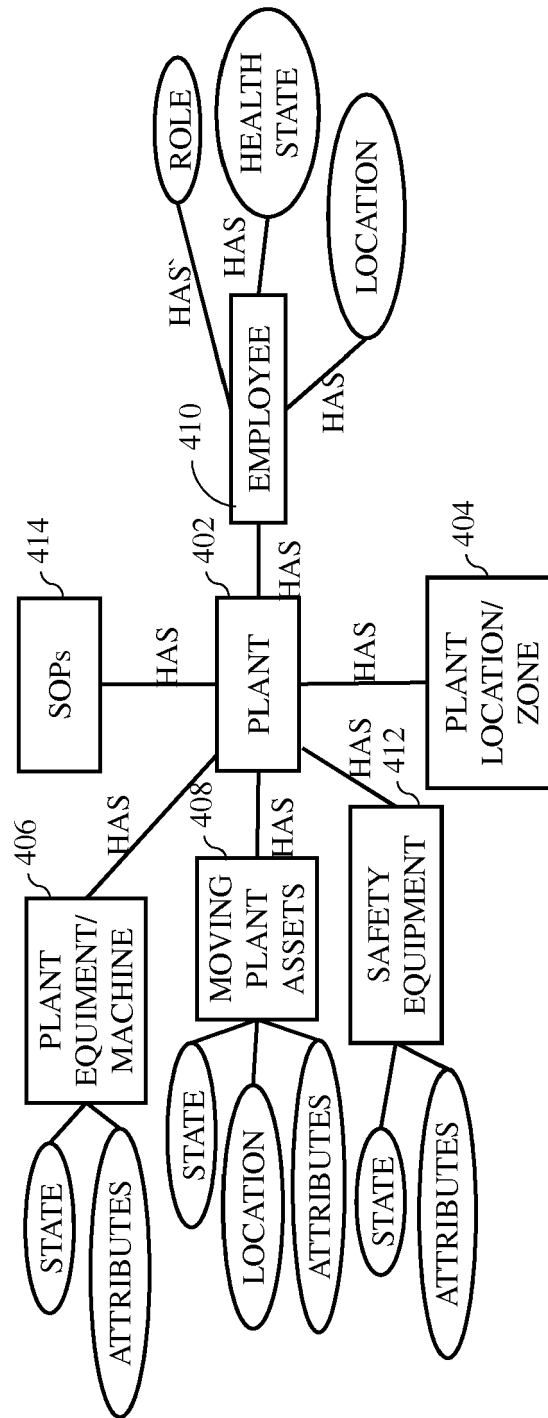 STATE
ATTRIBUTES
406
PLANT
EQUIMENT/
MACHINE
HAS
STATE
LOCATION
ATTRIBUTES
408
MOVING
PLANT
ASSETS
HAS
STATE
ATTRIBUTES
SAFETY
EQUIPMENT
412
HAS
414
SOPs
HAS
402
PLANT
HAS
404
PLANT
LOCATION/
ZONE
HAS
410
EMPLOYEE
HAS`
ROLE
HAS
HEALTH
STATE
HAS
LOCATION